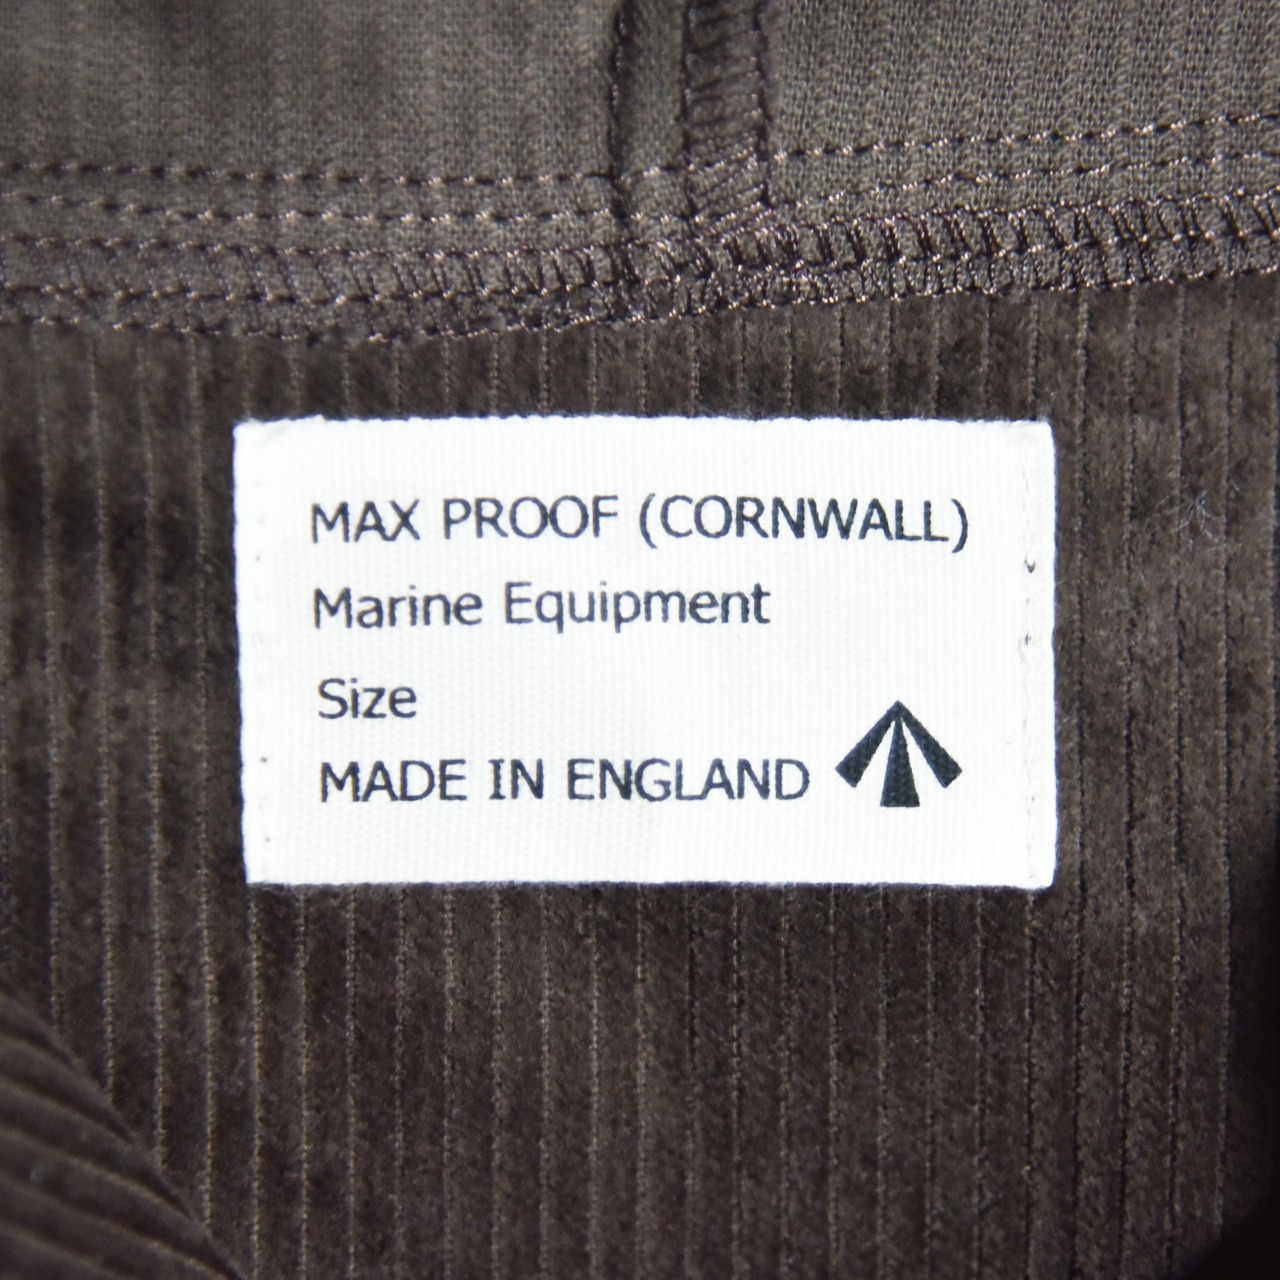 MAX PROOF (CORNWALL)
Marine Equipment
Size
MADE IN ENGLAND